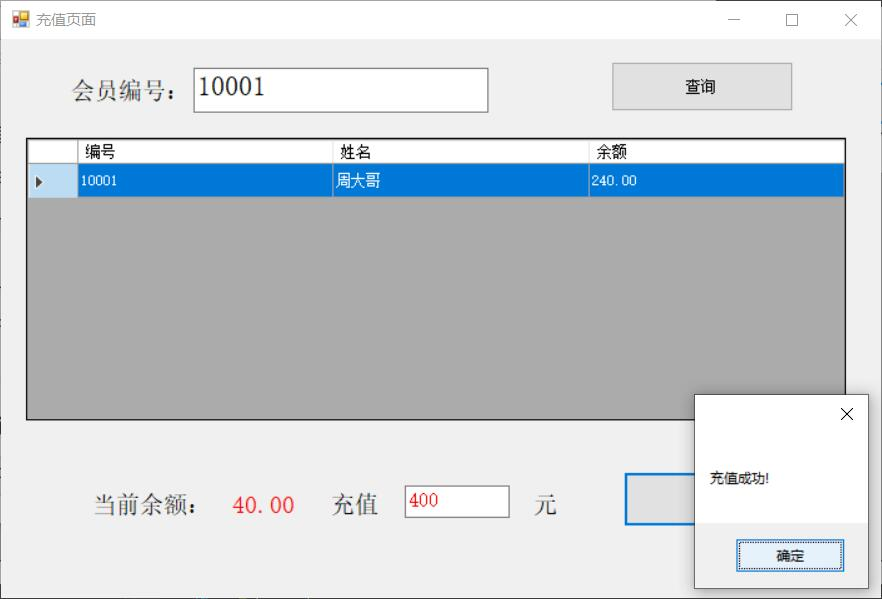 充值页面
会员编号： 10001 查询
编号 姓名 余额
10001 周大哥 240.00
充值成功!
当前余额： 40.00 充值 400 元
确定